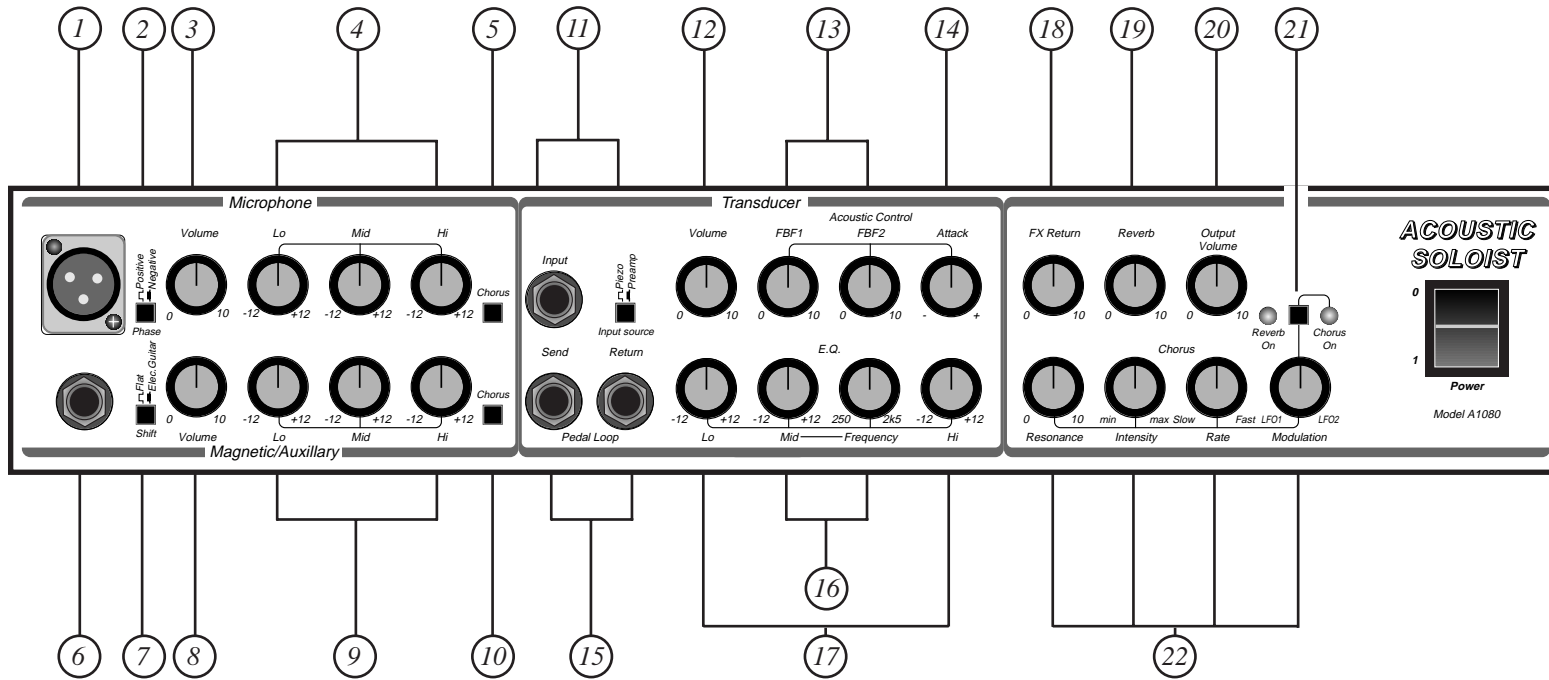 1 2 3 4 5 11 12 13 14 18 19 20 21
Microphone
Transducer
Volume Lo Mid Hi
Positive
Negative
Phase
0 10 -12 +12 -12 +12 -12 +12
Chorus
Input
Piezo
Preamp
Input source
Acoustic Control
Volume FBF1 FBF2 Attack
0 10 0 10 0 10 - +
FX Return Reverb Output
Volume
0 10 0 10 0 10
Reverb
On
Chorus
On
ACOUSTIC
SOLOIST
0
1
Power
Model A1080
Flat
Elec.Guitar
Shift
0 10 -12 +12 -12 +12 -12 +12
Volume Lo Mid Hi
Chorus
Magnetic/Auxillary
Send Return
Pedal Loop
E.Q.
-12 +12 -12 +12 250 2k5 -12 +12
Lo Mid Frequency Hi
Chorus
0 10 min max Slow Fast LFO1 LFO2
Resonance Intensity Rate Modulation
16
6 7 8 9 10 15 17 22